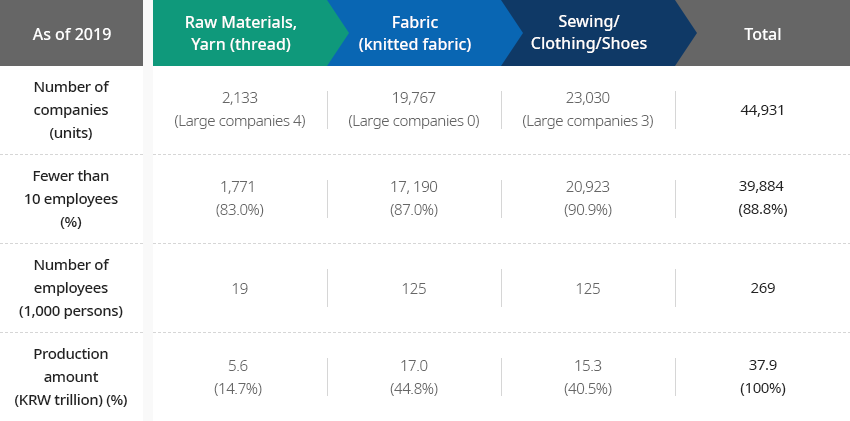 As of 2019
Raw Materials,
Yarn (thread)
Fabric
(knitted fabric)
Sewing/
Clothing/Shoes
Total
Number of
companies
(units)
2,133
(Large companies 4)
19,767
(Large companies 0)
23,030
(Large companies 3)
44,931
Fewer than
10 employees
(%)
1,771
(83.0%)
17, 190
(87.0%)
20,923
(90.9%)
39,884
(88.8%)
Number of
employees
(1,000 persons)
19
125
125
269
Production
amount
(KRW trillion) (%)
5.6
(14.7%)
17.0
(44.8%)
15.3
(40.5%)
37.9
(100%)